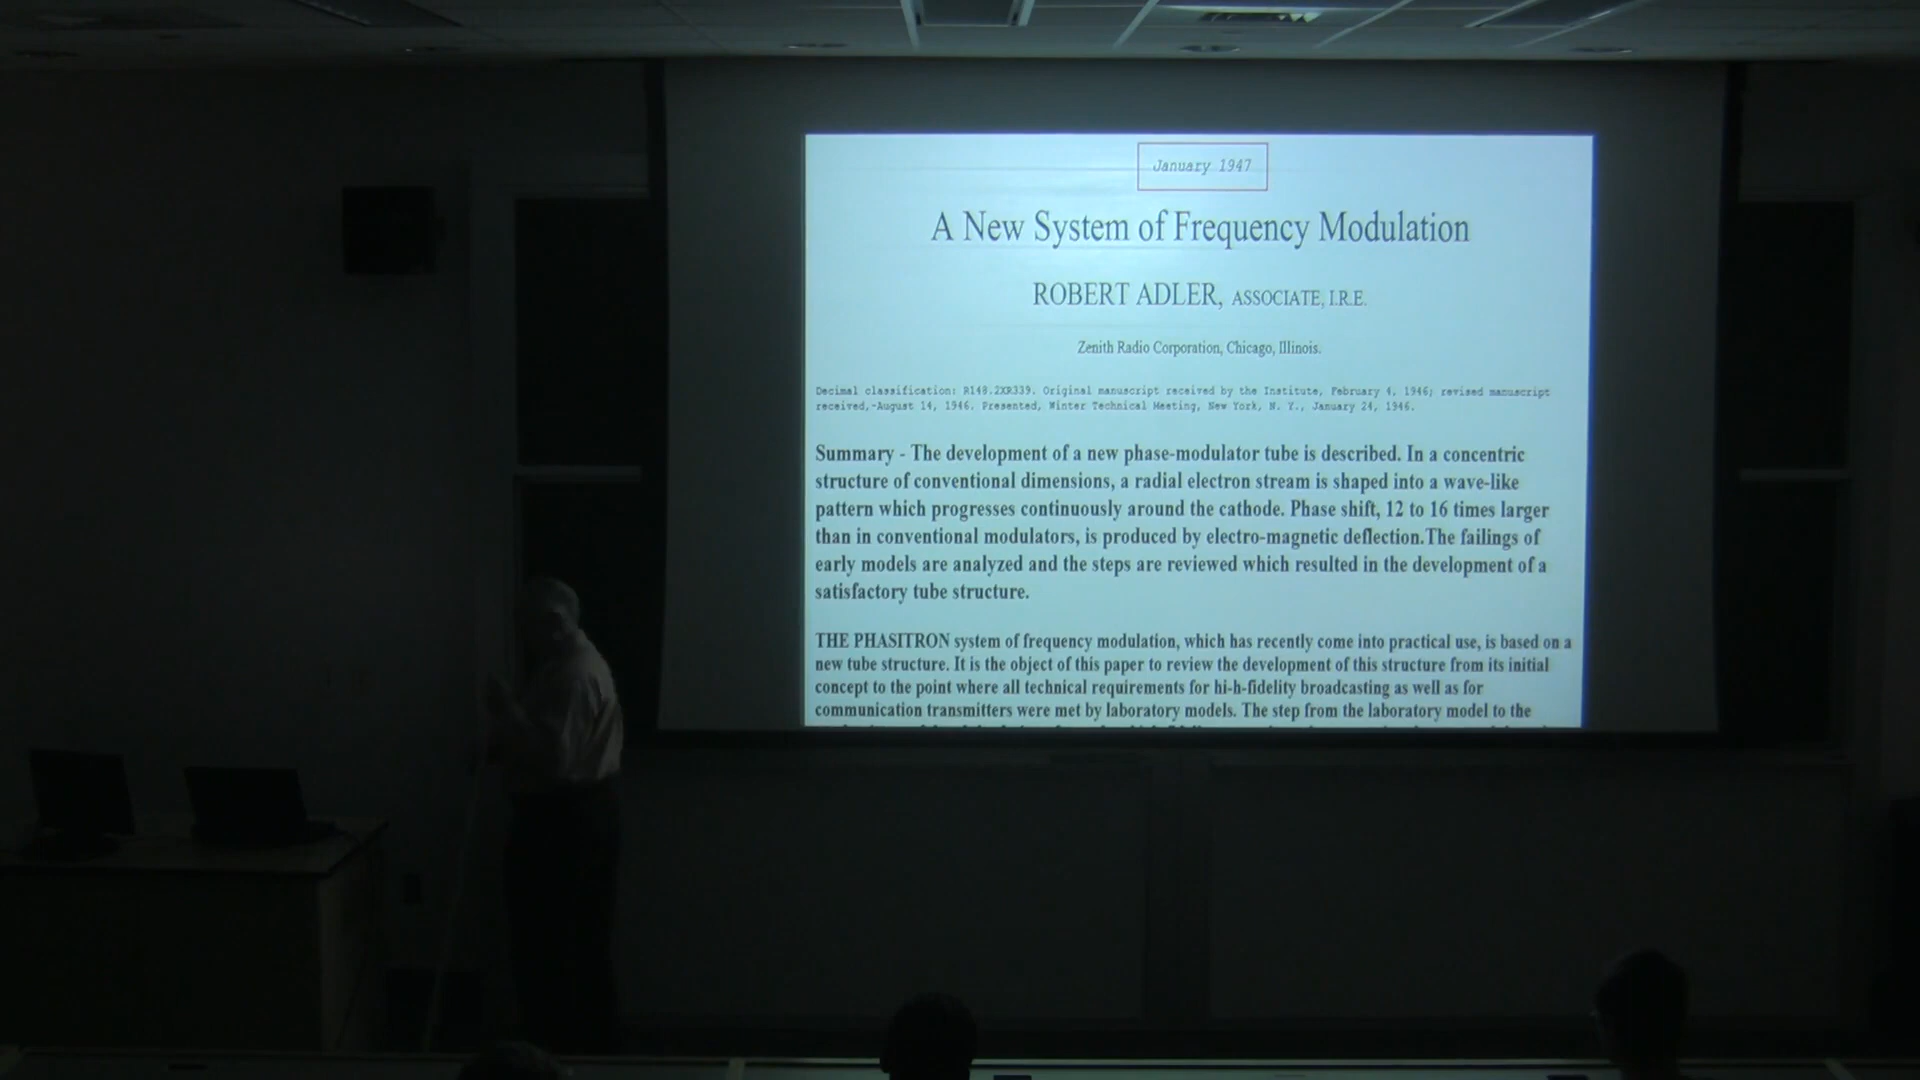 January 1947
A New System of Frequency Modulation
ROBERT ADLER, ASSOCIATE, I.R.E.
Zenith Radio Corporation, Chicago, Illinois.
Decimal classification: R148.2XR339. Original manuscript received by the Institute, February 4, 1946; revised manuscript
received,-August 14, 1946. Presented, Winter Technical Meeting, New York, N. Y., January 24, 1946.
Summary - The development of a new phase-modulator tube is described. In a concentric
structure of conventional dimensions, a radial electron stream is shaped into a wave-like
pattern which progresses continuously around the cathode. Phase shift, 12 to 16 times larger
than in conventional modulators, is produced by electro-magnetic deflection.The failings of
early models are analyzed and the steps are reviewed which resulted in the development of a
satisfactory tube structure.
THE PHASITRON system of frequency modulation, which has recently come into practical use, is based on a
new tube structure. It is the object of this paper to review the development of this structure from its initial
concept to the point where all technical requirements for hi-h-fidelity broadcasting as well as for
communication transmitters were met by laboratory models. The step from the laboratory model to the